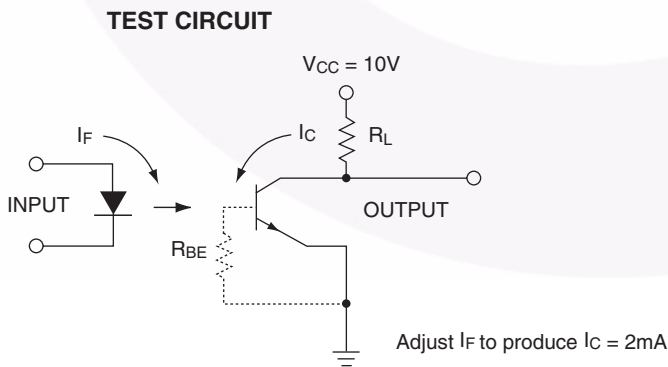 TEST CIRCUIT
VCC = 10V
IF
IC
RL
INPUT
OUTPUT
RBE
Adjust IF to produce IC = 2mA